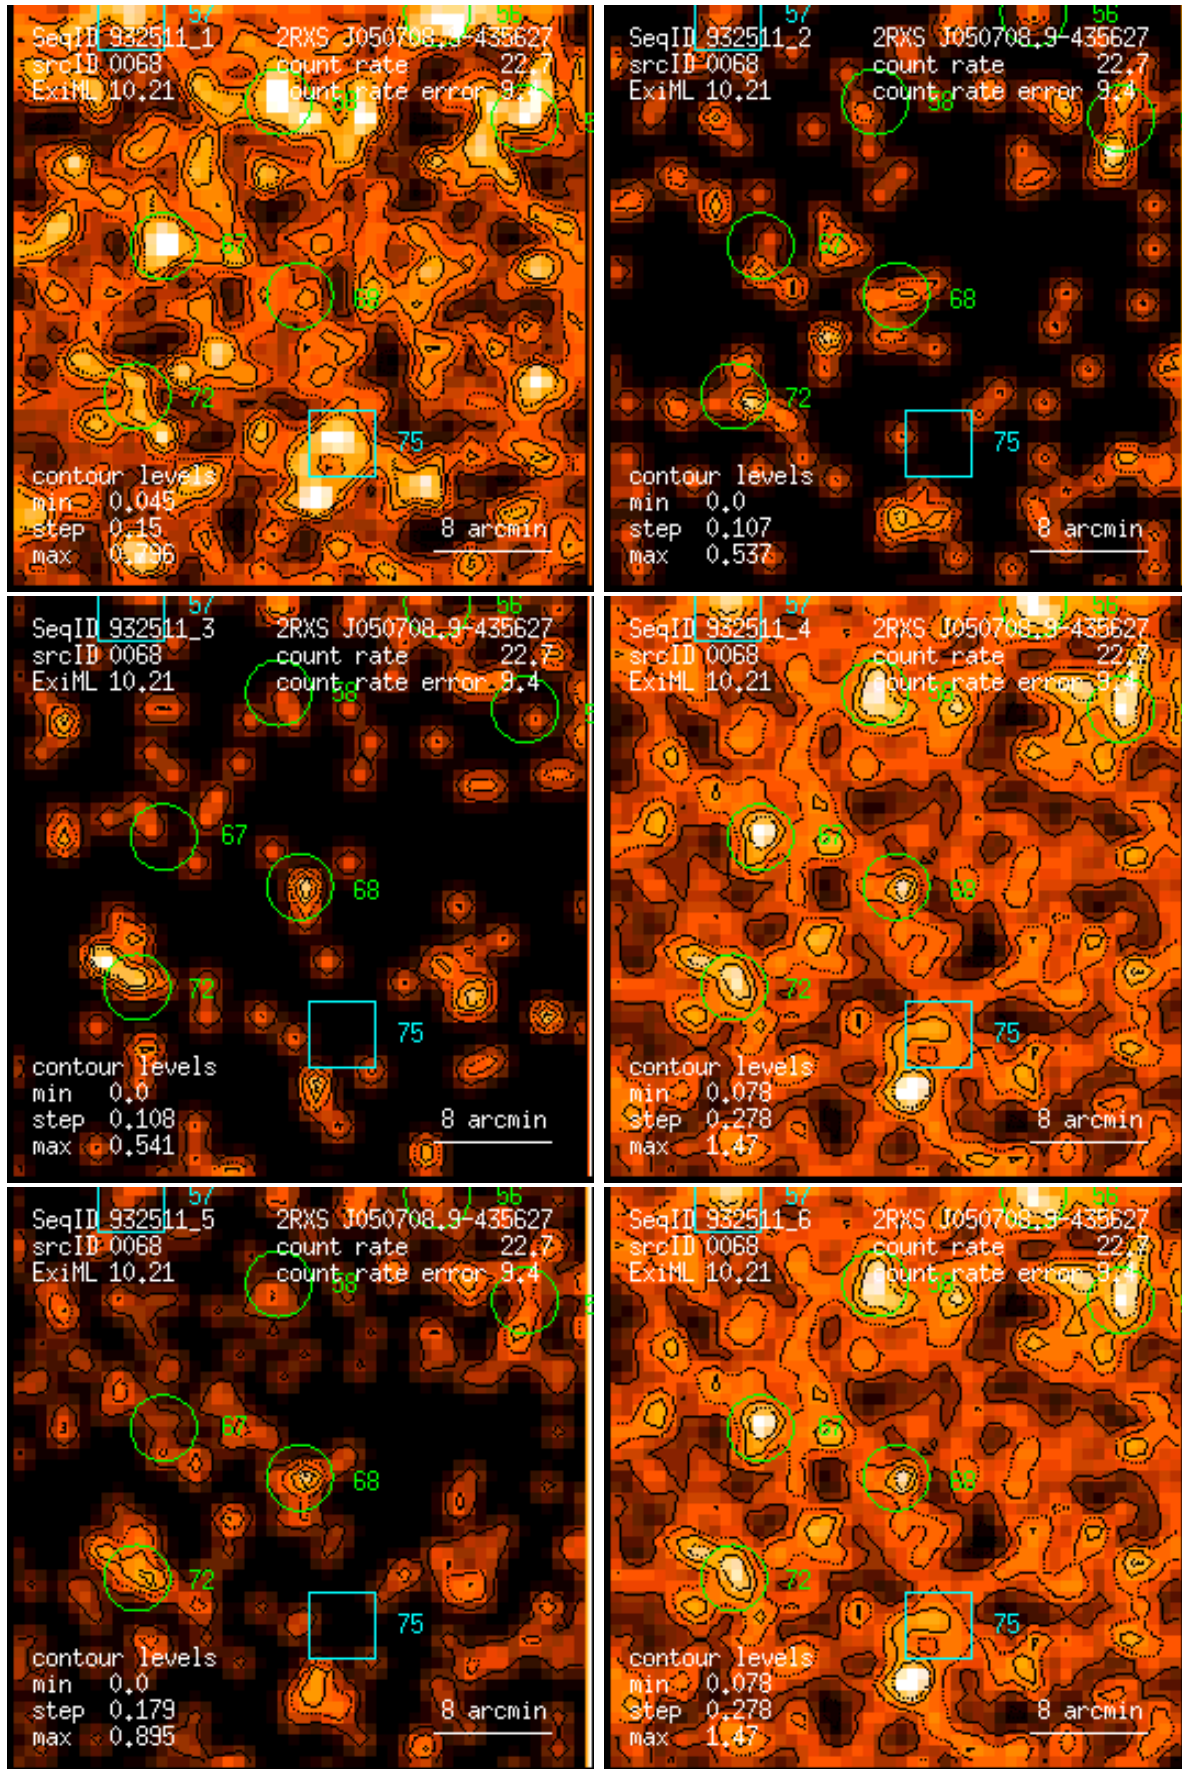 57 56
SeqID 932511_1 2RXS J050708.9-435627
srcID 0068 count rate 22.7
ExiML 10.21 count rate error 9.4
58
67
68
72
75
contour levels
min 0.045
step 0.15 8 arcmin
max 0.796
57 56
SeqID 932511_2 2RXS J050708.9-435627
srcID 0068 count rate 22.7
ExiML 10.21 count rate error 9.4
58
67
68
72
75
contour levels
min 0.0
step 0.107 8 arcmin
max 0.537
57 56
SeqID 932511_3 2RXS J050708.9-435627
srcID 0068 count rate 22.7
ExiML 10.21 count rate error 9.4
58
67
68
72
75
contour levels
min 0.0
step 0.108 8 arcmin
max 0.541
57 56
SeqID 932511_4 2RXS J050708.9-435627
srcID 0068 count rate 22.7
ExiML 10.21 count rate error 9.4
58
67
68
72
75
contour levels
min 0.078
step 0.278 8 arcmin
max 1.47
57 56
SeqID 932511_5 2RXS J050708.9-435627
srcID 0068 count rate 22.7
ExiML 10.21 count rate error 9.4
58
67
68
72
75
contour levels
min 0.0
step 0.179 8 arcmin
max 0.895
57 56
SeqID 932511_6 2RXS J050708.9-435627
srcID 0068 count rate 22.7
ExiML 10.21 count rate error 9.4
58
67
68
72
75
contour levels
min 0.078
step 0.278 8 arcmin
max 1.47